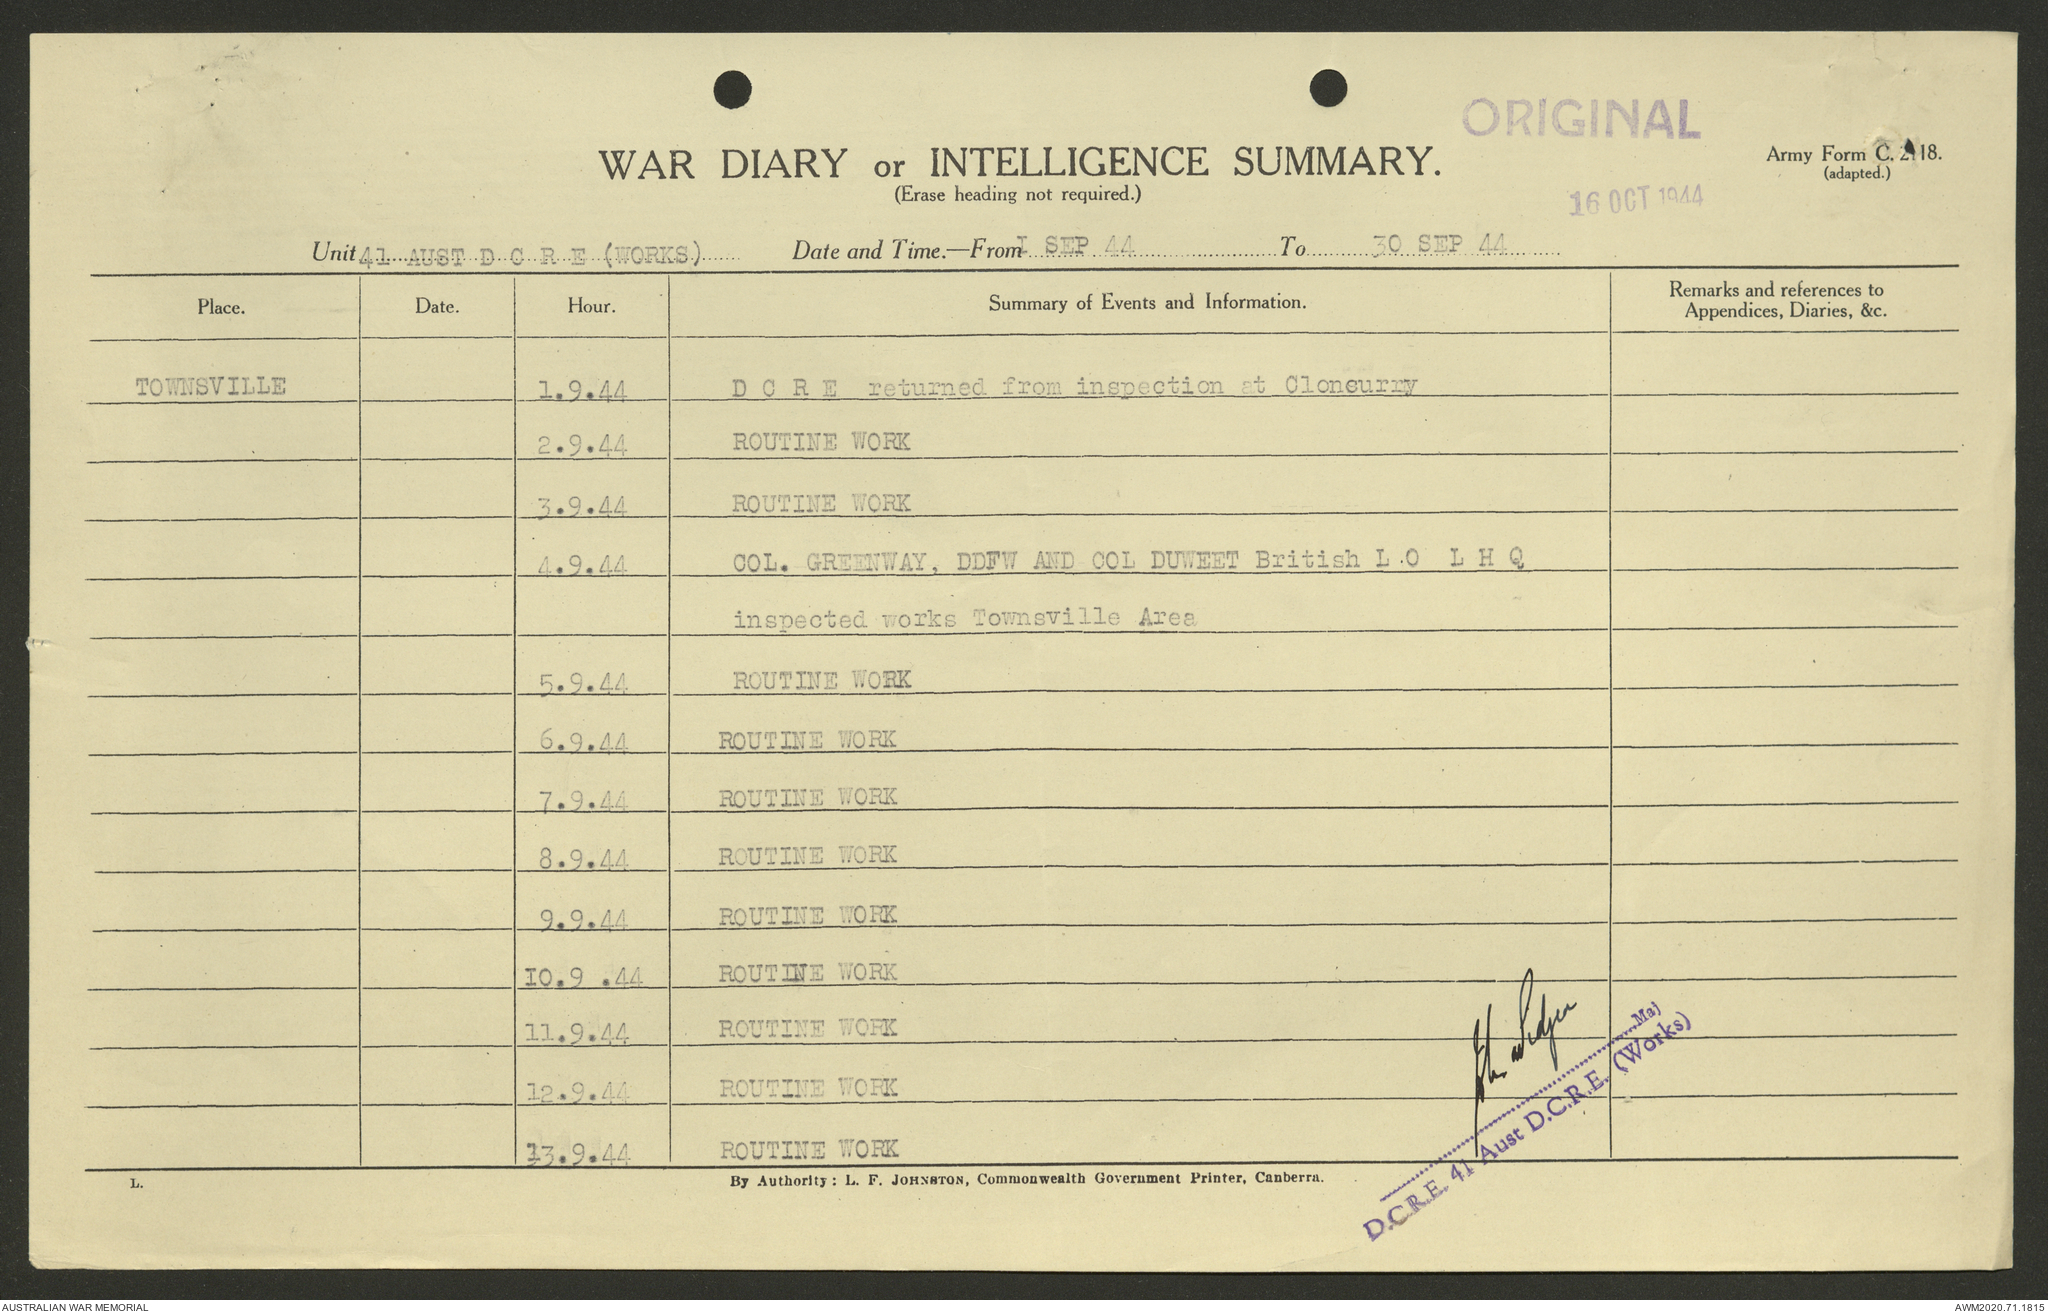 ORIGINAL
WAR DIARY or INTELLIGENCE SUMMARY.
Army Form C. 2118.
(adapted.)
(Erase heading not required.)
16 OCT 1944
Unit 41 AUST D C R E (WORKS) Date and Time.—From I SEP 44 To 30 SEP 44
Place. Date. Hour. Summary of Events and Information. Remarks and references to
Appendices, Diaries, &c.
TOWNSVILLE 1.9.44 D C R E returned from inspection at Cloncurry
2.9.44 ROUTINE WORK
3.9.44 ROUTINE WORK
4.9.44 COL. GREENWAY, DDFW AND COL DUWEET British L.O L H Q
inspected works Townsville Area
5.9.44 ROUTINE WORK
6.9.44 ROUTINE WORK
7.9.44 ROUTINE WORK
8.9.44 ROUTINE WORK
9.9.44 ROUTINE WORK
I0.9 .44 ROUTINE WORK
11.9.44 ROUTINE WORK
12.9.44 ROUTINE WORK
13.9.44 ROUTINE WORK
Maj
D.C.R.E. 41 Aust D.C.R.E. (Works)
L. By Authority: L. F. JOHNSTON, Commonwealth Government Printer, Canberra.
AUSTRALIAN WAR MEMORIAL AWM2020.71.1815